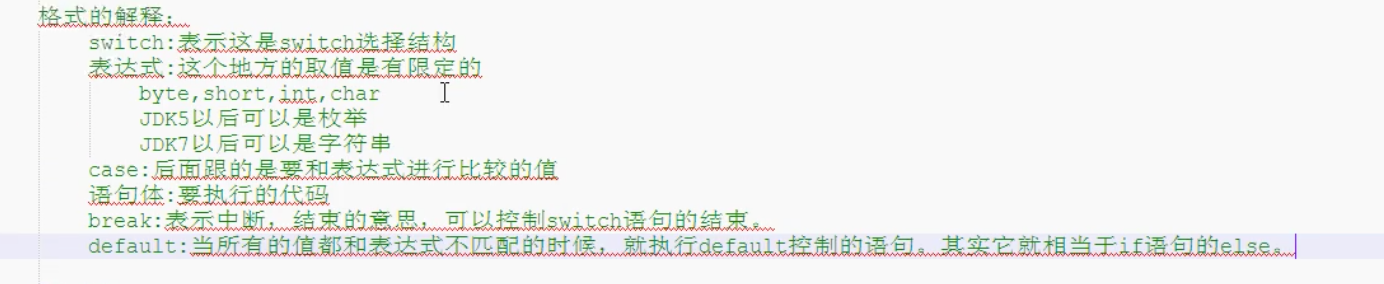 格式的解释：
switch:表示这是switch选择结构
表达式:这个地方的取值是有限定的
byte,short,int,char
JDK5以后可以是枚举
JDK7以后可以是字符串
case:后面跟的是要和表达式进行比较的值
语句体:要执行的代码
break:表示中断，结束的意思，可以控制switch语句的结束。
default:当所有的值都和表达式不匹配的时候，就执行default控制的语句。其实它就相当于if语句的else。